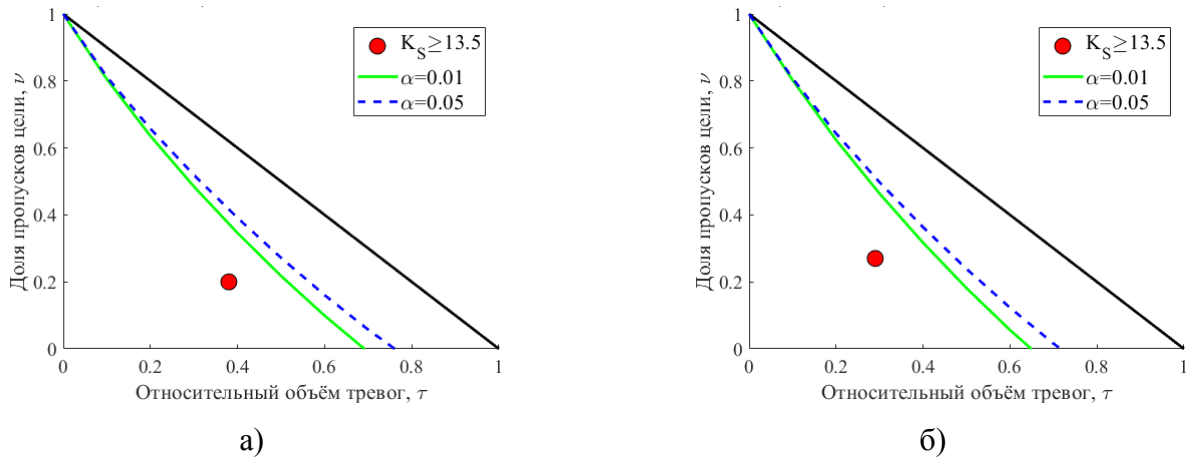 1
0.8
0.6
0.4
0.2
0
Доля пропусков цели, ν
0 0.2 0.4 0.6 0.8 1
Относительный объём тревог, τ
K_S≥13.5
α=0.01
α=0.05
а)
1
0.8
0.6
0.4
0.2
0
Доля пропусков цели, ν
0 0.2 0.4 0.6 0.8 1
Относительный объём тревог, τ
K_S≥13.5
α=0.01
α=0.05
б)